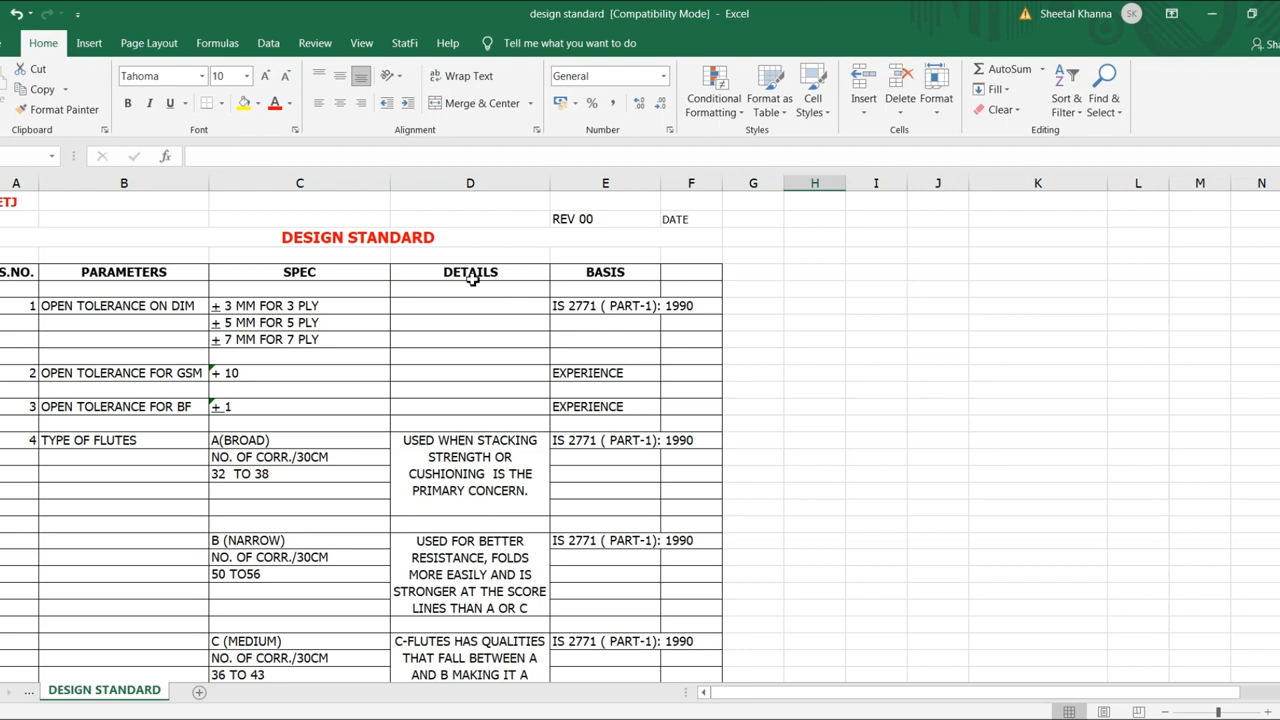 design standard [Compatibility Mode] - Excel
Sheetal Khanna SK
Home Insert Page Layout Formulas Data Review View StatFi Help Tell me what you want to do
Cut
Copy
Format Painter
Clipboard
Tahoma 10
B I U
Font
Wrap Text
Merge & Center
Alignment
General
Number
Conditional Formatting
Format as Table
Cell Styles
Styles
Insert Delete Format
Cells
AutoSum
Fill
Clear
Sort & Filter
Find & Select
Editing
fx
A B C D E F G H I J K L M N
ETJ
REV 00 DATE
DESIGN STANDARD
S.NO. PARAMETERS SPEC DETAILS BASIS
1 OPEN TOLERANCE ON DIM + 3 MM FOR 3 PLY IS 2771 ( PART-1): 1990
+ 5 MM FOR 5 PLY
+ 7 MM FOR 7 PLY
2 OPEN TOLERANCE FOR GSM + 10 EXPERIENCE
3 OPEN TOLERANCE FOR BF + 1 EXPERIENCE
4 TYPE OF FLUTES A(BROAD) USED WHEN STACKING IS 2771 ( PART-1): 1990
NO. OF CORR./30CM STRENGTH OR
32 TO 38 CUSHIONING IS THE
PRIMARY CONCERN.
B (NARROW) USED FOR BETTER IS 2771 ( PART-1): 1990
NO. OF CORR./30CM RESISTANCE, FOLDS
50 TO56 MORE EASILY AND IS
STRONGER AT THE SCORE
LINES THAN A OR C
C (MEDIUM) C-FLUTES HAS QUALITIES IS 2771 ( PART-1): 1990
NO. OF CORR./30CM THAT FALL BETWEEN A
36 TO 43 AND B MAKING IT A
... DESIGN STANDARD